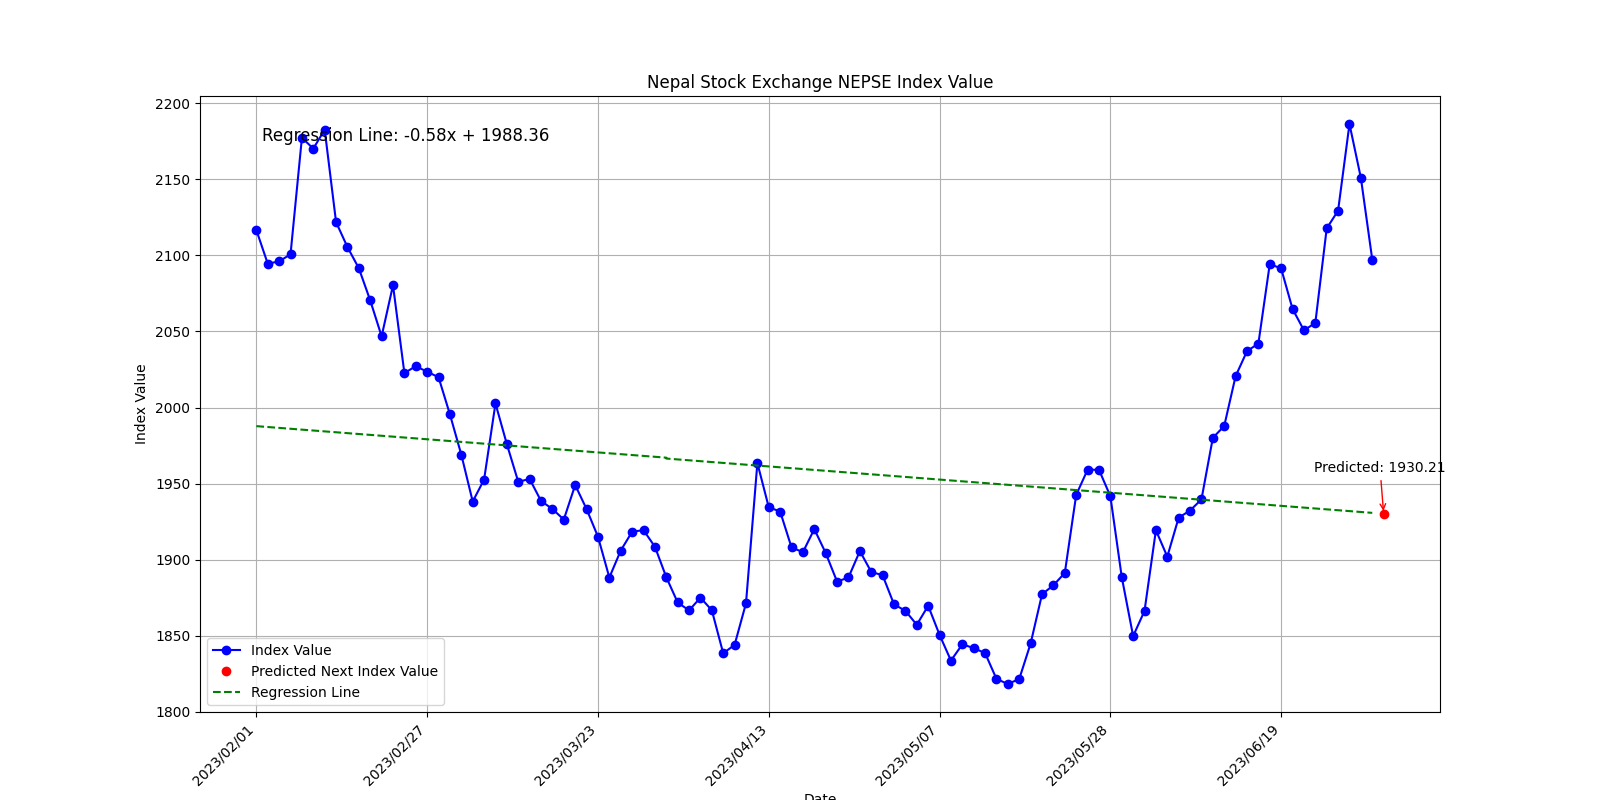 Nepal Stock Exchange NEPSE Index Value
2200
2150
2100
2050
2000
1950
1900
1850
1800
Index Value
Regression Line: -0.58x + 1988.36
Predicted: 1930.21
Index Value
Predicted Next Index Value
Regression Line
2023/02/01
2023/02/27
2023/03/23
2023/04/13
2023/05/07
2023/05/28
2023/06/19
Date